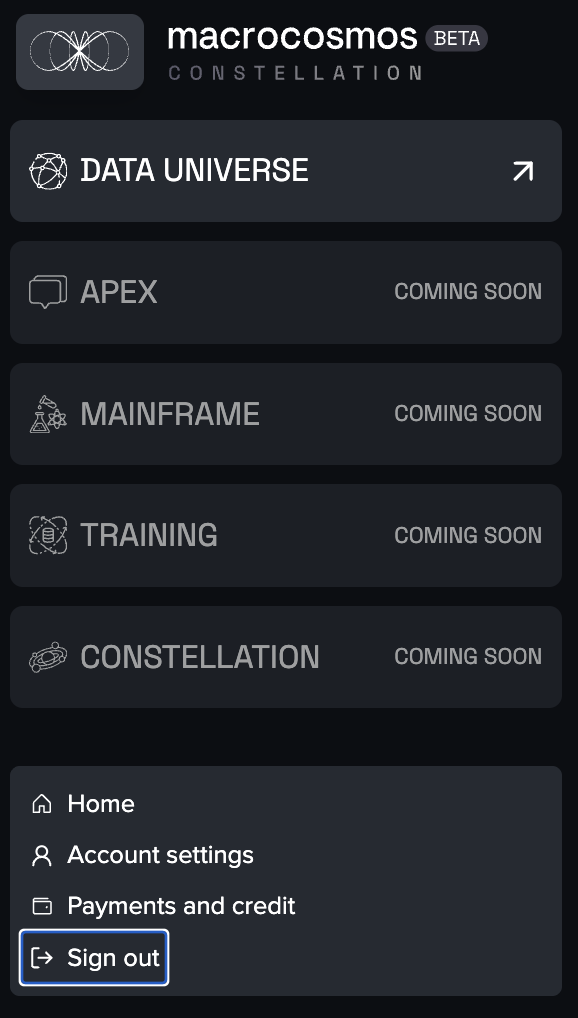 macrocosmos BETA
CONSTELLATION
DATA UNIVERSE
APEX COMING SOON
MAINFRAME COMING SOON
TRAINING COMING SOON
CONSTELLATION COMING SOON
Home
Account settings
Payments and credit
Sign out